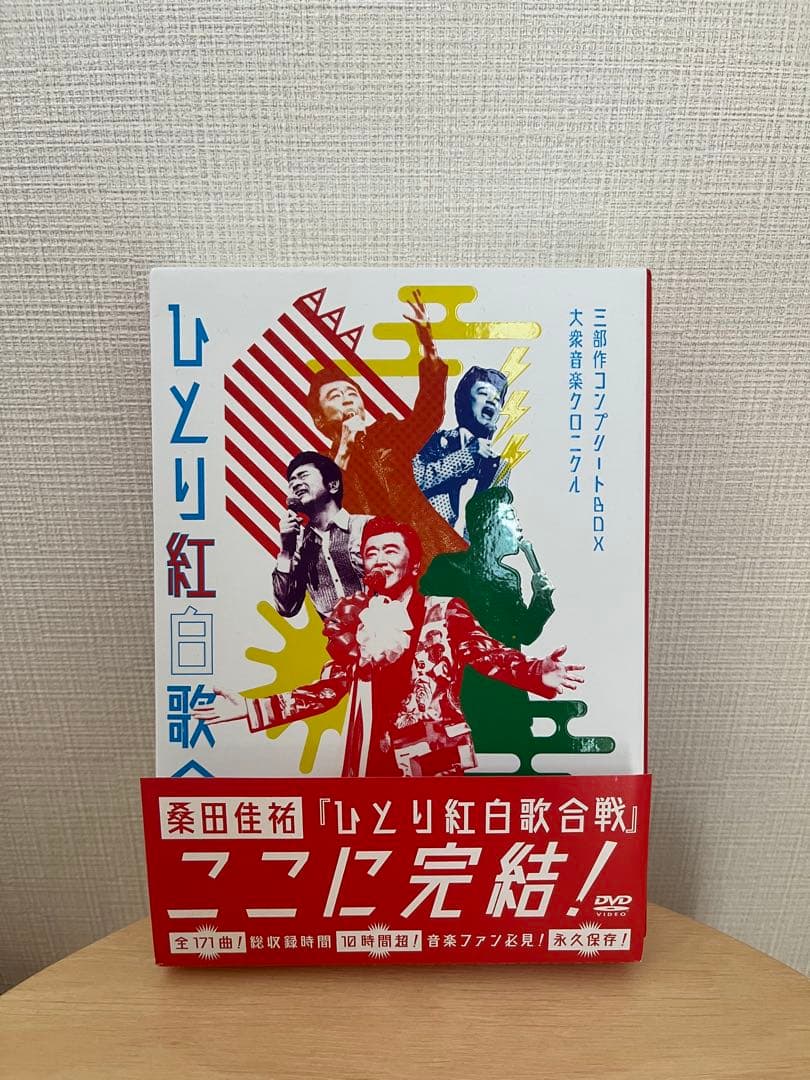 三部作コンプリートBOX
大衆音楽クロニクル
ひとり紅白歌
桑田佳祐『ひとり紅白歌合戦』
ここに完結!
DVD
VIDEO
全171曲! 総収録時間 10時間超! 音楽ファン必見! 永久保存!